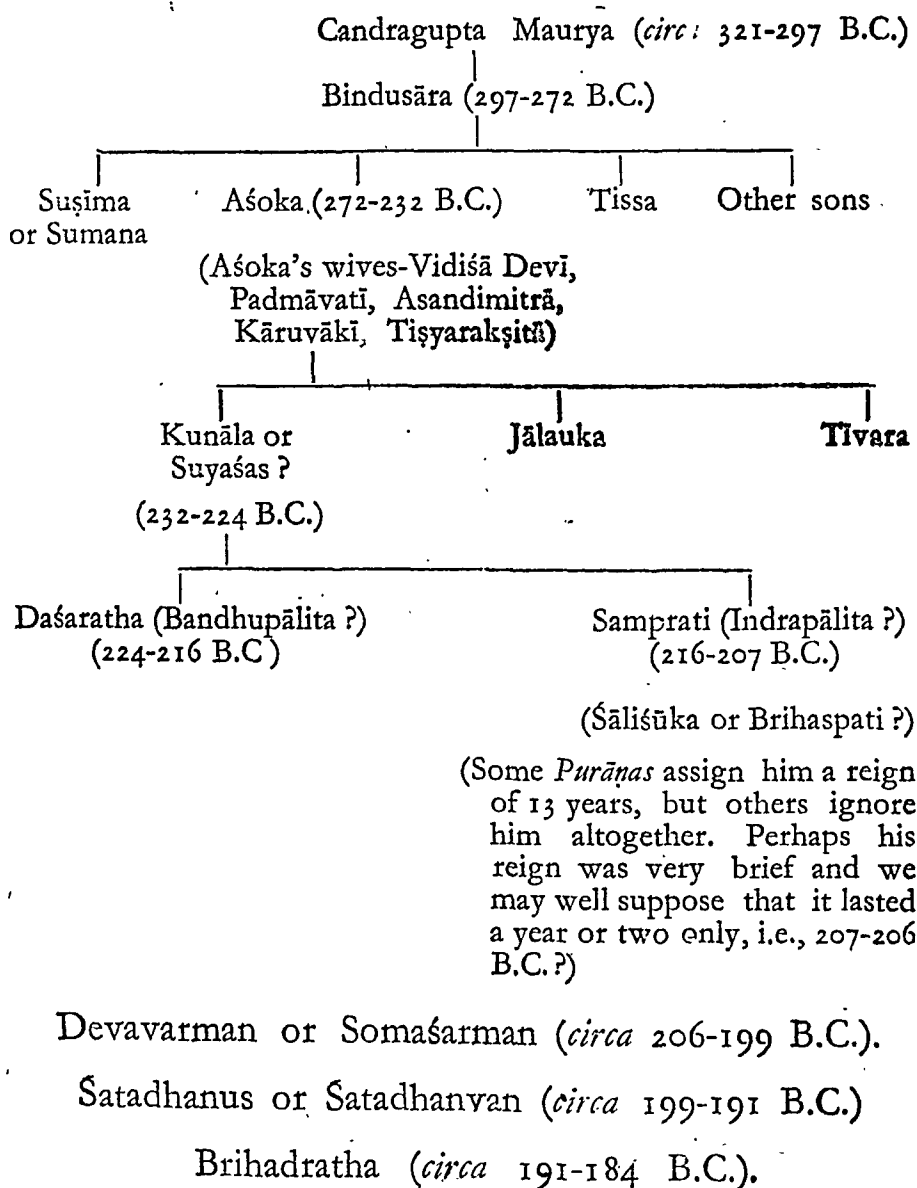 Candragupta Maurya (circ: 321-297 B.C.)
Bindusāra (297-272 B.C.)
Suṣīma Aśoka (272-232 B.C.) Tissa Other sons
or Sumana
(Aśoka's wives-Vidiśā Devī,
Padmāvatī, Asandimitrā,
Kāruvākī, Tiṣyarakṣitā)
Kunāla or Jālauka Tīvara
Suyaśas ?
(232-224 B.C.)
Daśaratha (Bandhupālita ?) Samprati (Indrapālita ?)
(224-216 B.C ) (216-207 B.C.)
(Śāliśūka or Brihaspati ?)
(Some Purāṇas assign him a reign
of 13 years, but others ignore
him altogether. Perhaps his
reign was very brief and we
may well suppose that it lasted
a year or two only, i.e., 207-206
B.C. ?)
Devavarman or Somaśarman (circa 206-199 B.C.).
Śatadhanus or Śatadhanvan (circa 199-191 B.C.)
Brihadratha (circa 191-184 B.C.).